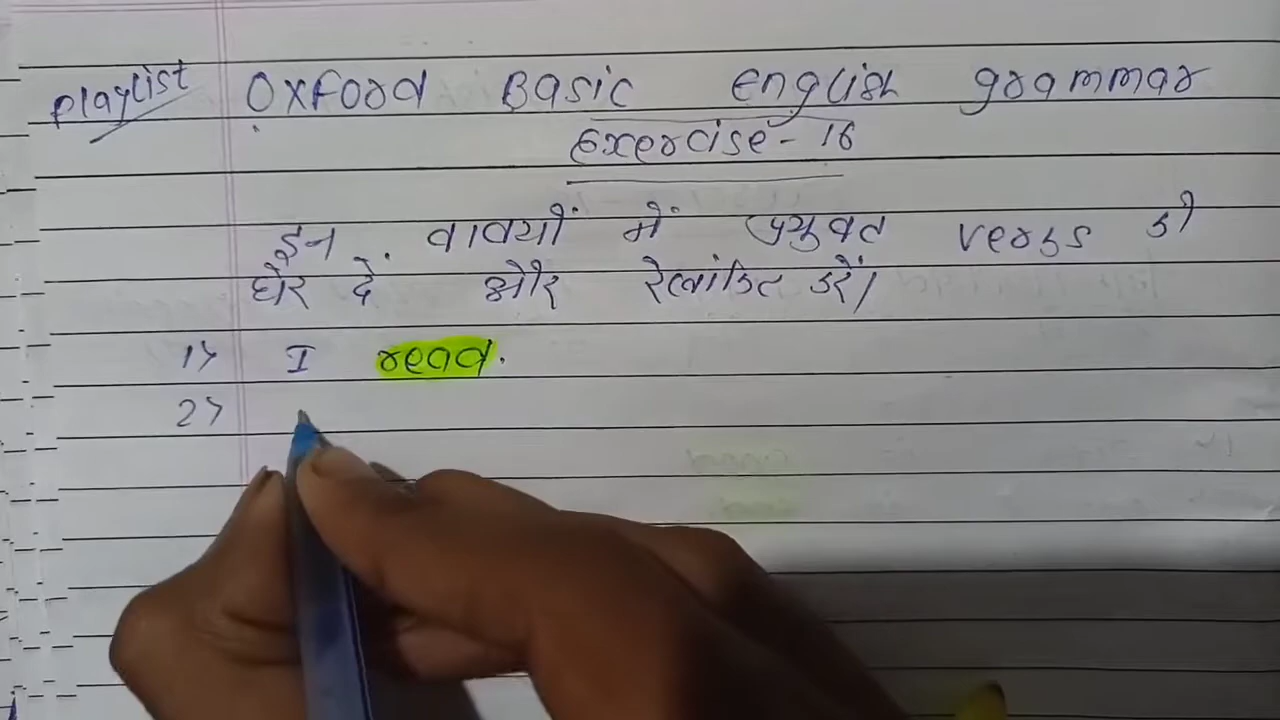 Playlist Oxford Basic English grammar
Exercise - 16
इन वाक्यों में प्रयुक्त verbs को
घेर दें और रेखांकित करें।
1> I read.
2>